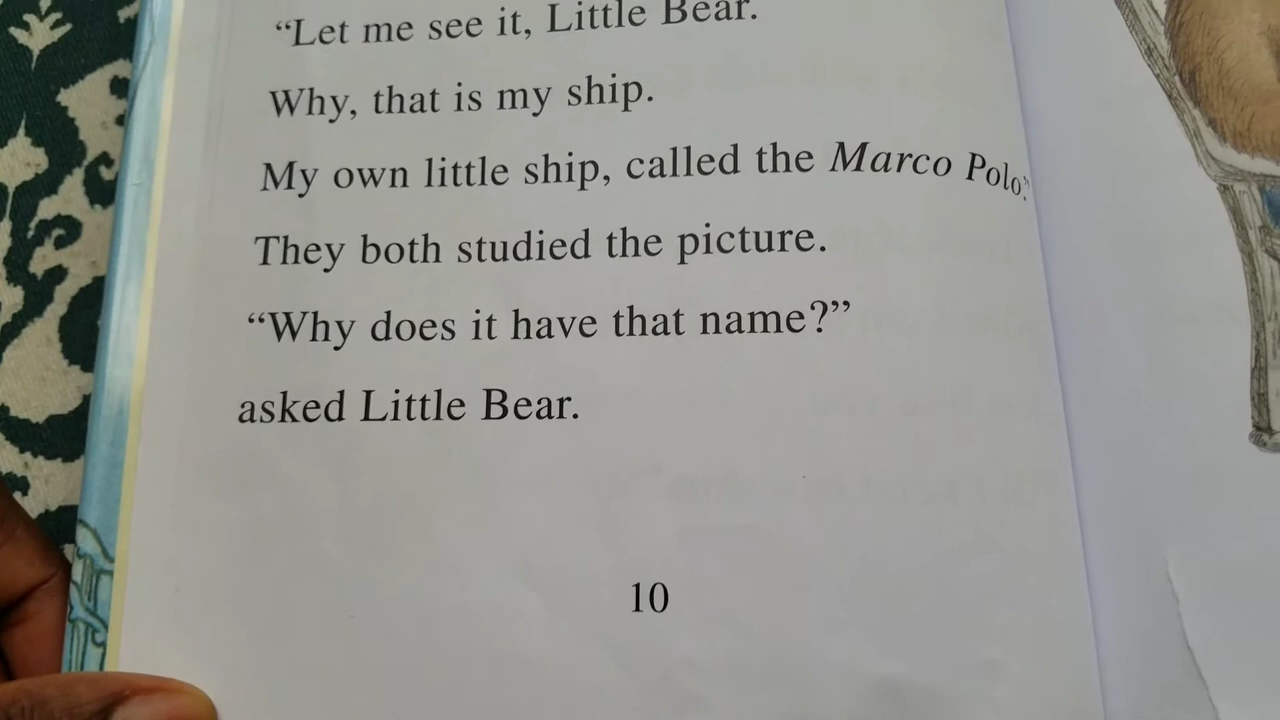 “Let me see it, Little Bear.
Why, that is my ship.
My own little ship, called the Marco Polo.”
They both studied the picture.
“Why does it have that name?”
asked Little Bear.
10